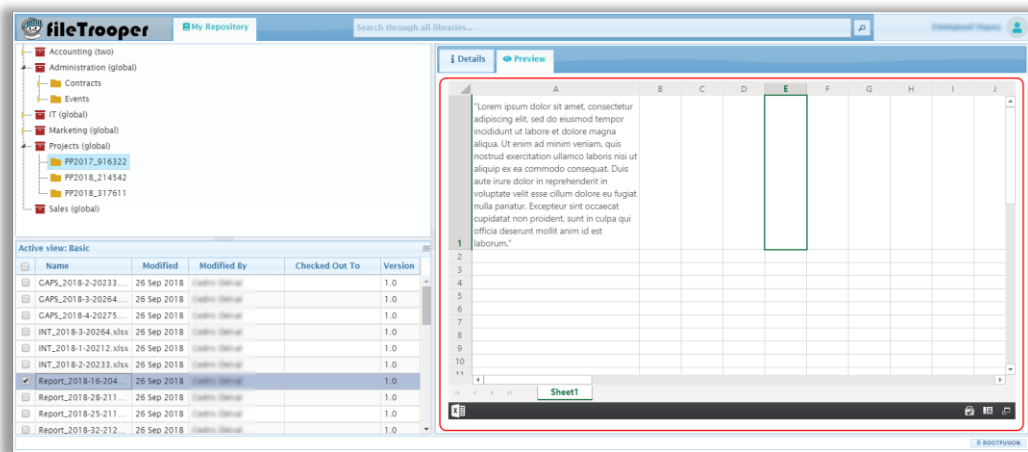 fileTrooper
My Repository
Search through all libraries...
Accounting (two)
Administration (global)
Contracts
Events
IT (global)
Marketing (global)
Projects (global)
PP2017_916322
PP2018_214542
PP2018_317611
Sales (global)
Active view: Basic
Name Modified Modified By Checked Out To Version
GAPS_2018-2-20233... 26 Sep 2018 1.0
GAPS_2018-3-20264... 26 Sep 2018 1.0
GAPS_2018-4-20275... 26 Sep 2018 1.0
INT_2018-3-20264.xlsx 26 Sep 2018 1.0
INT_2018-1-20212.xlsx 26 Sep 2018 1.0
INT_2018-2-20233.xlsx 26 Sep 2018 1.0
Report_2018-16-204... 26 Sep 2018 1.0
Report_2018-28-211... 26 Sep 2018 1.0
Report_2018-25-211... 26 Sep 2018 1.0
Report_2018-32-212... 26 Sep 2018 1.0
Details Preview
A B C D E F G H I J
"Lorem ipsum dolor sit amet, consectetur
adipiscing elit, sed do eiusmod tempor
incididunt ut labore et dolore magna
aliqua. Ut enim ad minim veniam, quis
nostrud exercitation ullamco laboris nisi ut
aliquip ex ea commodo consequat. Duis
aute irure dolor in reprehenderit in
voluptate velit esse cillum dolore eu fugiat
nulla pariatur. Excepteur sint occaecat
cupidatat non proident, sunt in culpa qui
officia deserunt mollit anim id est
1 laborum."
2
3
4
5
6
7
8
9
10
11
Sheet1
© ROOTFUSION